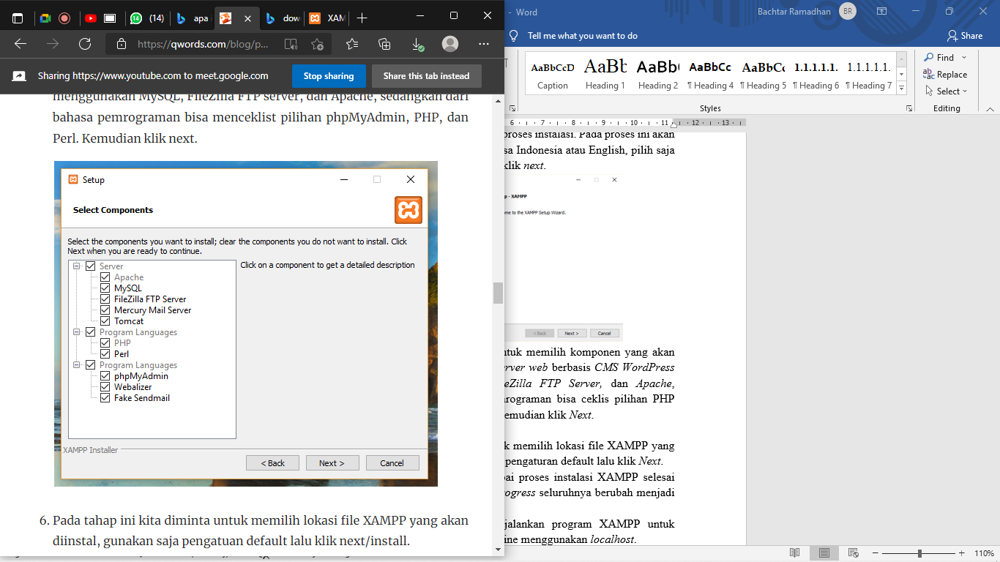 (14)
apa
dow
XAM
https://qwords.com/blog/p...
Sharing https://www.youtube.com to meet.google.com
Stop sharing
Share this tab instead
menggunakan MySQL, FileZilla FTP server, dan Apache, sedangkan dari
bahasa pemrograman bisa menceklist pilihan phpMyAdmin, PHP, dan
Perl. Kemudian klik next.
Setup
Select Components
Select the components you want to install; clear the components you do not want to install. Click
Next when you are ready to continue.
Server
Apache
MySQL
FileZilla FTP Server
Mercury Mail Server
Tomcat
Program Languages
PHP
Perl
Program Languages
phpMyAdmin
Webalizer
Fake Sendmail
Click on a component to get a detailed description
XAMPP Installer
< Back
Next >
Cancel
6. Pada tahap ini kita diminta untuk memilih lokasi file XAMPP yang akan
diinstal, gunakan saja pengatuan default lalu klik next/install.
- Word
Bachtar Ramadhan
BR
Tell me what you want to do
Share
AaBbCcD
Caption
AaBb
Heading 1
AaBb(
Heading 2
AaBbCc
¶ Heading 4
AaBbCc
¶ Heading 5
1.1.1.1.1.
¶ Heading 6
1.1.1.1.1.
¶ Heading 7
Styles
Find
Replace
Select
Editing
6 7 8 9 10 11 12 13
proses instalasi. Pada proses ini akan
sa Indonesia atau English, pilih saja
klik next.
p - XAMPP
me to the XAMPP Setup Wizard.
< Back
Next >
Cancel
ntuk memilih komponen yang akan
erver web berbasis CMS WordPress
eZilla FTP Server, dan Apache,
rograman bisa ceklis pilihan PHP
emudian klik Next.
k memilih lokasi file XAMPP yang
pengaturan default lalu klik Next.
ai proses instalasi XAMPP selesai
ogress seluruhnya berubah menjadi
jalankan program XAMPP untuk
ine menggunakan localhost.
110%